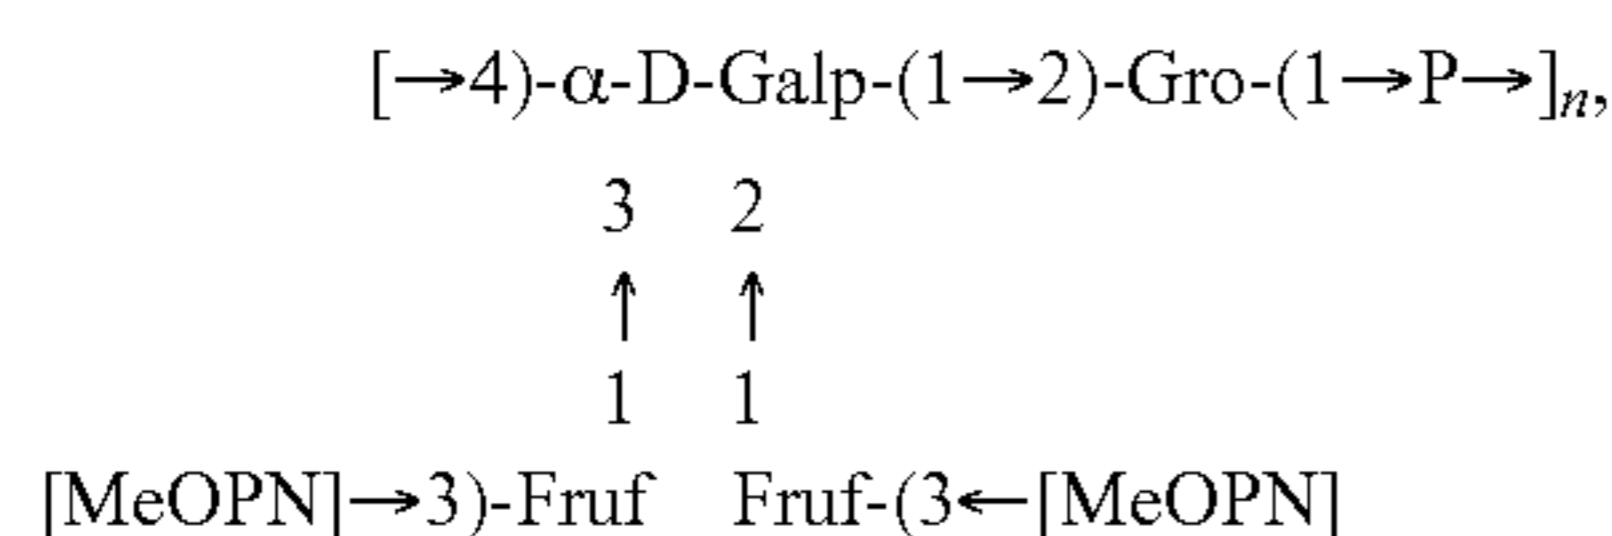 [→4)-α-D-Galp-(1→2)-Gro-(1→P→]n,
3 2
↑ ↑
1 1
[MeOPN]→3)-Fruf Fruf-(3←[MeOPN]